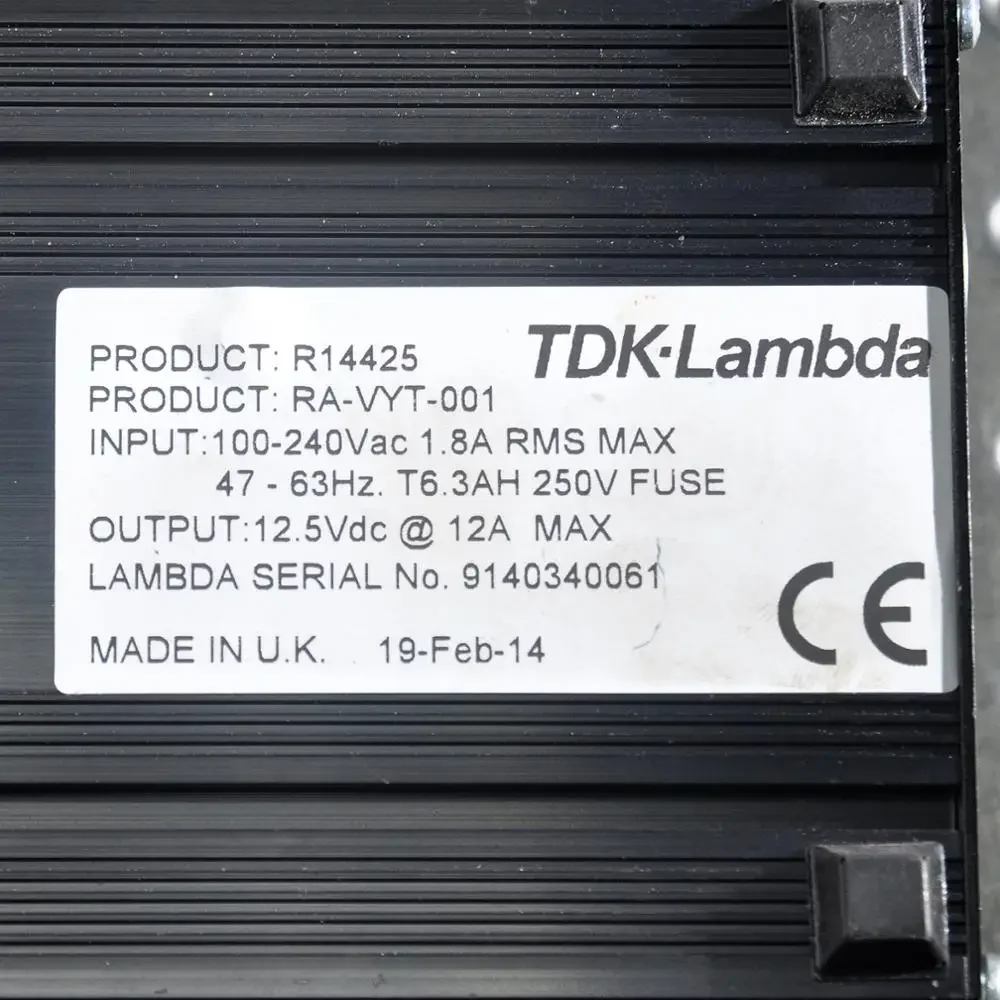 TDK·Lambda
PRODUCT: R14425
PRODUCT: RA-VYT-001
INPUT:100-240Vac 1.8A RMS MAX
47 - 63Hz. T6.3AH 250V FUSE
OUTPUT:12.5Vdc @ 12A MAX
LAMBDA SERIAL No. 9140340061
CE
MADE IN U.K. 19-Feb-14